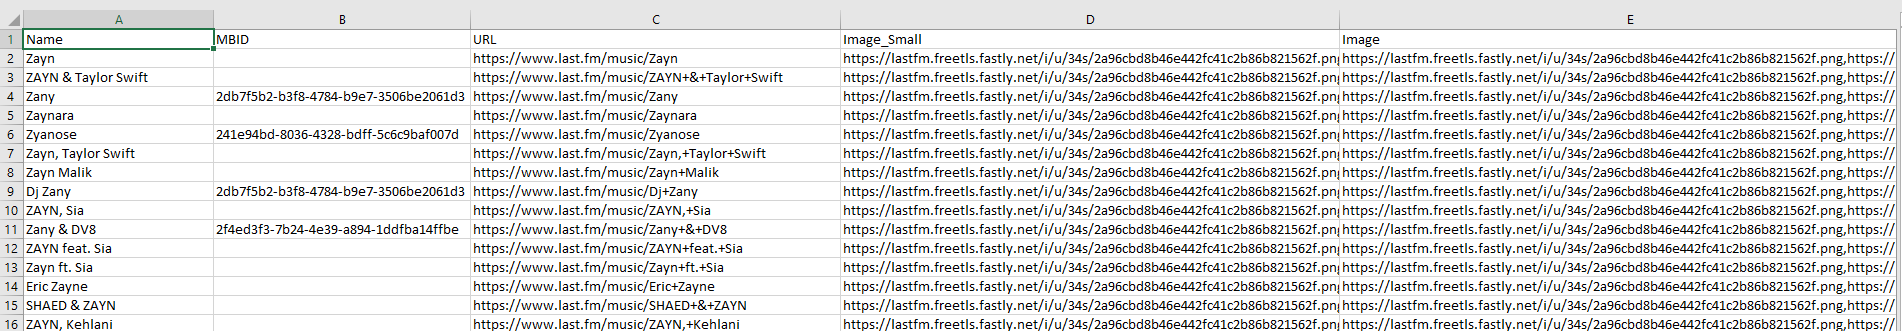 A B C D E
1 Name MBID URL Image_Small Image
2 Zayn https://www.last.fm/music/Zayn https://lastfm.freetls.fastly.net/i/u/34s/2a96cbd8b46e442fc41c2b86b821562f.png https://lastfm.freetls.fastly.net/i/u/34s/2a96cbd8b46e442fc41c2b86b821562f.png,https://
3 ZAYN & Taylor Swift https://www.last.fm/music/ZAYN+&+Taylor+Swift https://lastfm.freetls.fastly.net/i/u/34s/2a96cbd8b46e442fc41c2b86b821562f.png https://lastfm.freetls.fastly.net/i/u/34s/2a96cbd8b46e442fc41c2b86b821562f.png,https://
4 Zany 2db7f5b2-b3f8-4784-b9e7-3506be2061d3 https://www.last.fm/music/Zany https://lastfm.freetls.fastly.net/i/u/34s/2a96cbd8b46e442fc41c2b86b821562f.png https://lastfm.freetls.fastly.net/i/u/34s/2a96cbd8b46e442fc41c2b86b821562f.png,https://
5 Zaynara https://www.last.fm/music/Zaynara https://lastfm.freetls.fastly.net/i/u/34s/2a96cbd8b46e442fc41c2b86b821562f.png https://lastfm.freetls.fastly.net/i/u/34s/2a96cbd8b46e442fc41c2b86b821562f.png,https://
6 Zyanose 241e94bd-8036-4328-bdff-5c6c9baf007d https://www.last.fm/music/Zyanose https://lastfm.freetls.fastly.net/i/u/34s/2a96cbd8b46e442fc41c2b86b821562f.png https://lastfm.freetls.fastly.net/i/u/34s/2a96cbd8b46e442fc41c2b86b821562f.png,https://
7 Zayn, Taylor Swift https://www.last.fm/music/Zayn,+Taylor+Swift https://lastfm.freetls.fastly.net/i/u/34s/2a96cbd8b46e442fc41c2b86b821562f.png https://lastfm.freetls.fastly.net/i/u/34s/2a96cbd8b46e442fc41c2b86b821562f.png,https://
8 Zayn Malik https://www.last.fm/music/Zayn+Malik https://lastfm.freetls.fastly.net/i/u/34s/2a96cbd8b46e442fc41c2b86b821562f.png https://lastfm.freetls.fastly.net/i/u/34s/2a96cbd8b46e442fc41c2b86b821562f.png,https://
9 Dj Zany 2db7f5b2-b3f8-4784-b9e7-3506be2061d3 https://www.last.fm/music/Dj+Zany https://lastfm.freetls.fastly.net/i/u/34s/2a96cbd8b46e442fc41c2b86b821562f.png https://lastfm.freetls.fastly.net/i/u/34s/2a96cbd8b46e442fc41c2b86b821562f.png,https://
10 ZAYN, Sia https://www.last.fm/music/ZAYN,+Sia https://lastfm.freetls.fastly.net/i/u/34s/2a96cbd8b46e442fc41c2b86b821562f.png https://lastfm.freetls.fastly.net/i/u/34s/2a96cbd8b46e442fc41c2b86b821562f.png,https://
11 Zany & DV8 2f4ed3f3-7b24-4e39-a894-1ddfba14ffbe https://www.last.fm/music/Zany+&+DV8 https://lastfm.freetls.fastly.net/i/u/34s/2a96cbd8b46e442fc41c2b86b821562f.png https://lastfm.freetls.fastly.net/i/u/34s/2a96cbd8b46e442fc41c2b86b821562f.png,https://
12 ZAYN feat. Sia https://www.last.fm/music/ZAYN+feat.+Sia https://lastfm.freetls.fastly.net/i/u/34s/2a96cbd8b46e442fc41c2b86b821562f.png https://lastfm.freetls.fastly.net/i/u/34s/2a96cbd8b46e442fc41c2b86b821562f.png,https://
13 Zayn ft. Sia https://www.last.fm/music/Zayn+ft.+Sia https://lastfm.freetls.fastly.net/i/u/34s/2a96cbd8b46e442fc41c2b86b821562f.png https://lastfm.freetls.fastly.net/i/u/34s/2a96cbd8b46e442fc41c2b86b821562f.png,https://
14 Eric Zayne https://www.last.fm/music/Eric+Zayne https://lastfm.freetls.fastly.net/i/u/34s/2a96cbd8b46e442fc41c2b86b821562f.png https://lastfm.freetls.fastly.net/i/u/34s/2a96cbd8b46e442fc41c2b86b821562f.png,https://
15 SHAED & ZAYN https://www.last.fm/music/SHAED+&+ZAYN https://lastfm.freetls.fastly.net/i/u/34s/2a96cbd8b46e442fc41c2b86b821562f.png https://lastfm.freetls.fastly.net/i/u/34s/2a96cbd8b46e442fc41c2b86b821562f.png,https://
16 ZAYN, Kehlani https://www.last.fm/music/ZAYN,+Kehlani https://lastfm.freetls.fastly.net/i/u/34s/2a96cbd8b46e442fc41c2b86b821562f.png https://lastfm.freetls.fastly.net/i/u/34s/2a96cbd8b46e442fc41c2b86b821562f.png,https://